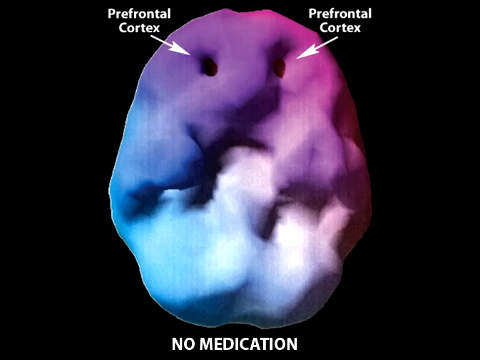 Prefrontal
Cortex
Prefrontal
Cortex
NO MEDICATION